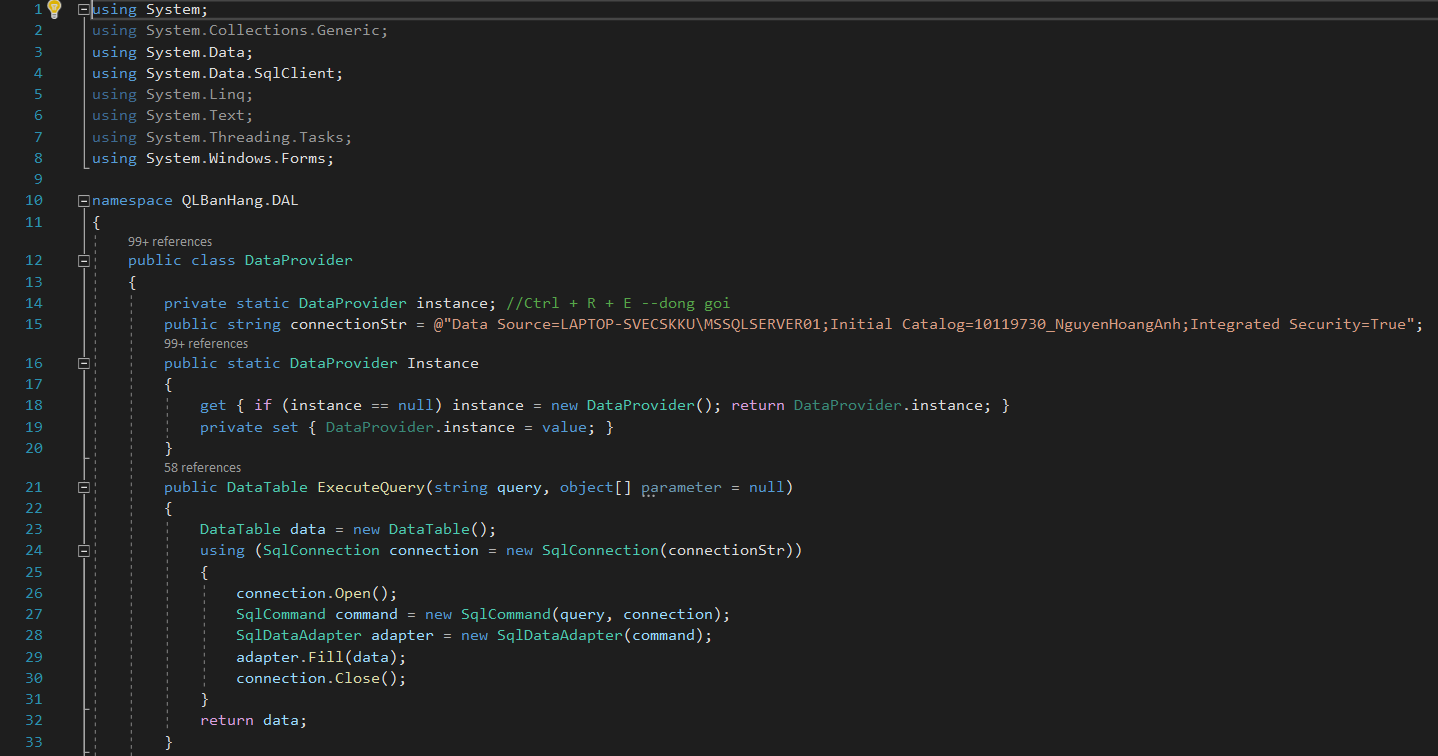 1 using System;
2 using System.Collections.Generic;
3 using System.Data;
4 using System.Data.SqlClient;
5 using System.Linq;
6 using System.Text;
7 using System.Threading.Tasks;
8 using System.Windows.Forms;
9
10 namespace QLBanHang.DAL
11 {
99+ references
12 public class DataProvider
13 {
14 private static DataProvider instance; //Ctrl + R + E --dong goi
15 public string connectionStr = @"Data Source=LAPTOP-SVECSKKU\MSSQLSERVER01;Initial Catalog=10119730_NguyenHoangAnh;Integrated Security=True";
99+ references
16 public static DataProvider Instance
17 {
18 get { if (instance == null) instance = new DataProvider(); return DataProvider.instance; }
19 private set { DataProvider.instance = value; }
20 }
58 references
21 public DataTable ExecuteQuery(string query, object[] parameter = null)
22 {
23 DataTable data = new DataTable();
24 using (SqlConnection connection = new SqlConnection(connectionStr))
25 {
26 connection.Open();
27 SqlCommand command = new SqlCommand(query, connection);
28 SqlDataAdapter adapter = new SqlDataAdapter(command);
29 adapter.Fill(data);
30 connection.Close();
31 }
32 return data;
33 }